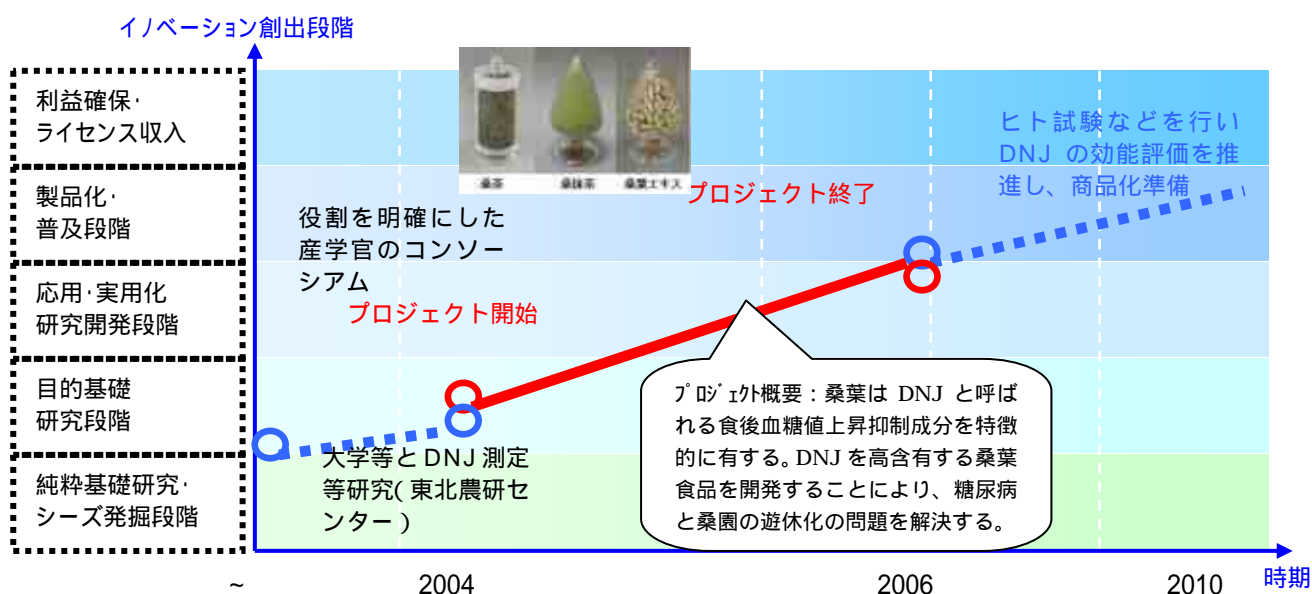 イノベーション創出段階
利益確保・
ライセンス収入
製品化・
普及段階
応用・実用化
研究開発段階
目的基礎
研究段階
純粋基礎研究・
シーズ発掘段階
桑茶
桑抹茶
桑葉エキス
ヒト試験などを行い
DNJ の効能評価を推
進し、商品化準備
プロジェクト終了
役割を明確にした
産学官のコンソー
シアム
プロジェクト開始
プロジェクト概要：桑葉は DNJ と呼ば
れる食後血糖値上昇抑制成分を特徴
的に有する。DNJ を高含有する桑葉
食品を開発することにより、糖尿病
と桑園の遊休化の問題を解決する。
大学等とDNJ 測定
等研究(東北農研セ
ンター)
~
2004
2006
2010
時期